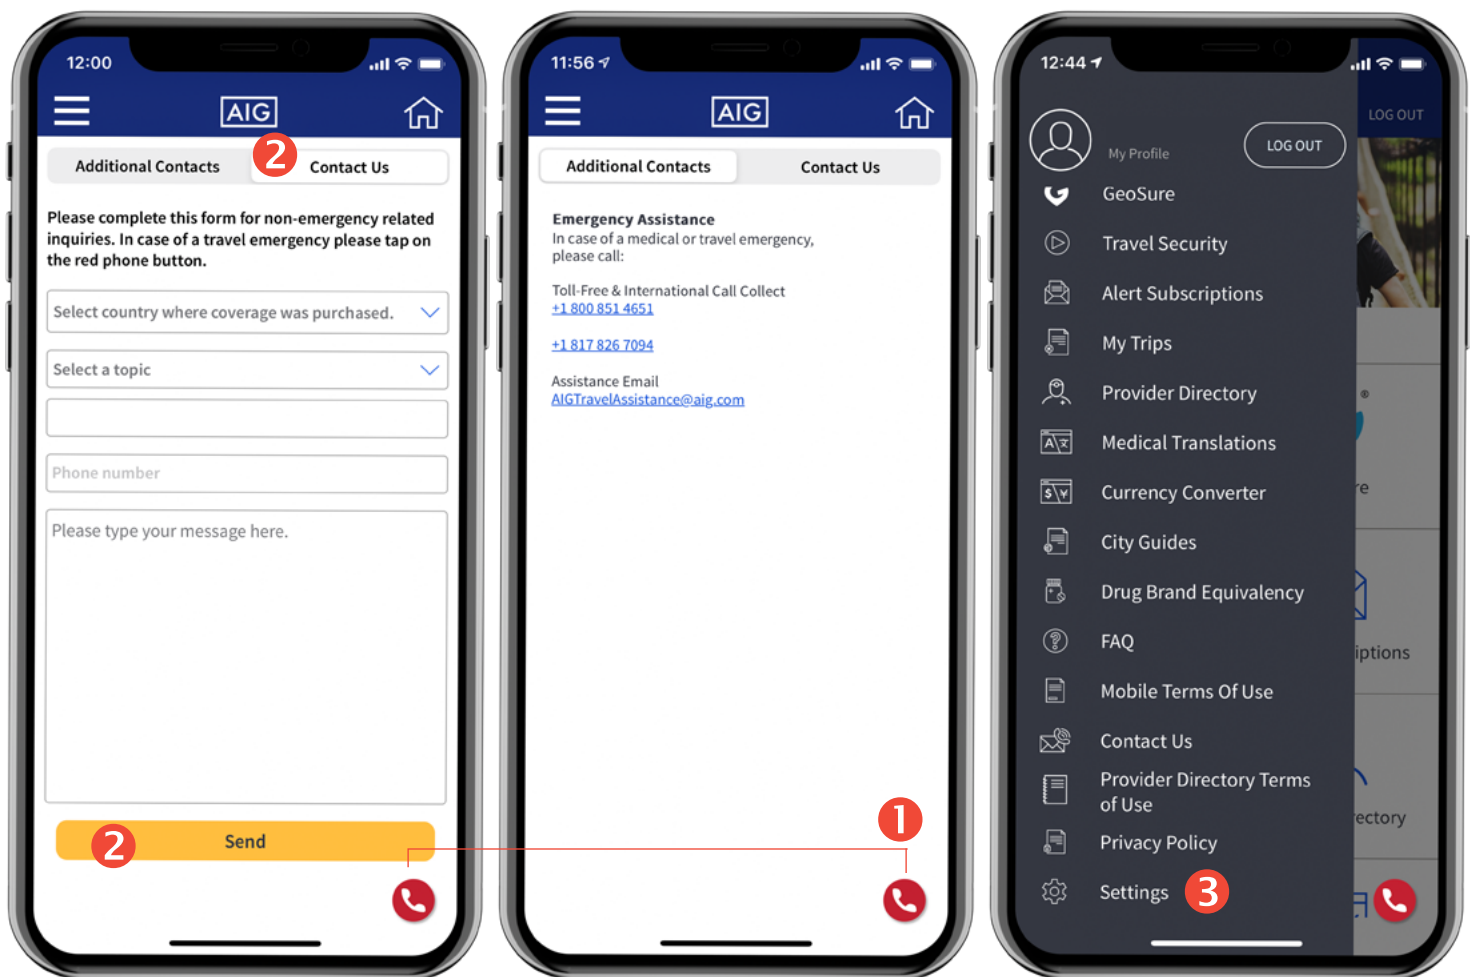 12:00
AIG
Additional Contacts
2
Contact Us
Please complete this form for non-emergency related
inquiries. In case of a travel emergency please tap on
the red phone button.
Select country where coverage was purchased.
Select a topic
Phone number
Please type your message here.
2
Send
11:56
AIG
Additional Contacts
Contact Us
Emergency Assistance
In case of a medical or travel emergency,
please call:
Toll-Free & International Call Collect
+1 800 851 4651
+1 817 826 7094
Assistance Email
AIGTravelAssistance@aig.com
1
12:44
LOG OUT
My Profile
LOG OUT
GeoSure
Travel Security
Alert Subscriptions
My Trips
Provider Directory
®
Medical Translations
Currency Converter
re
City Guides
Drug Brand Equivalency
FAQ
iptions
Mobile Terms Of Use
Contact Us
Provider Directory Terms
of Use
ectory
Privacy Policy
Settings
3